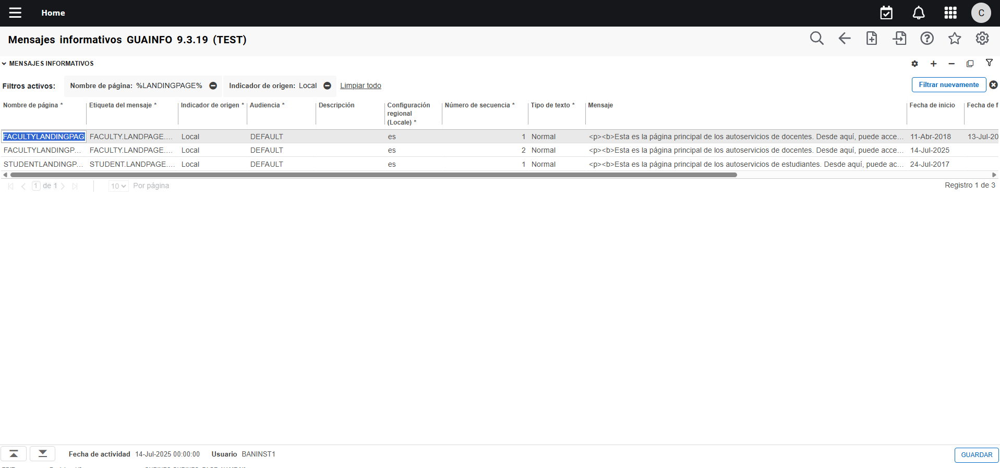 Home
C
Mensajes informativos GUAINFO 9.3.19 (TEST)
MENSAJES INFORMATIVOS
Filtros activos: Nombre de página: %LANDINGPAGE% Indicador de origen: Local Limpiar todo Filtrar nuevamente
Nombre de página * Etiqueta del mensaje * Indicador de origen * Audiencia * Descripción Configuración regional (Locale) * Número de secuencia * Tipo de texto * Mensaje Fecha de inicio Fecha de f
FACULTYLANDINGPAG FACULTY.LANDPAGE.... Local DEFAULT es 1 Normal <p><b>Esta es la página principal de los autoservicios de docentes. Desde aquí, puede acce... 11-Abr-2018 13-Jul-20
FACULTYLANDINGP... FACULTY.LANDPAGE.... Local DEFAULT es 2 Normal <p><b>Esta es la página principal de los autoservicios de docentes. Desde aquí, puede acce... 14-Jul-2025
STUDENTLANDINGP... STUDENT.LANDPAGE.... Local DEFAULT es 1 Normal <p><b>Esta es la página principal de los autoservicios de estudiantes. Desde aquí, puede ac... 24-Jul-2017
1 de 1 10 Por página Registro 1 de 3
Fecha de actividad 14-Jul-2025 00:00:00 Usuario BANINST1 GUARDAR